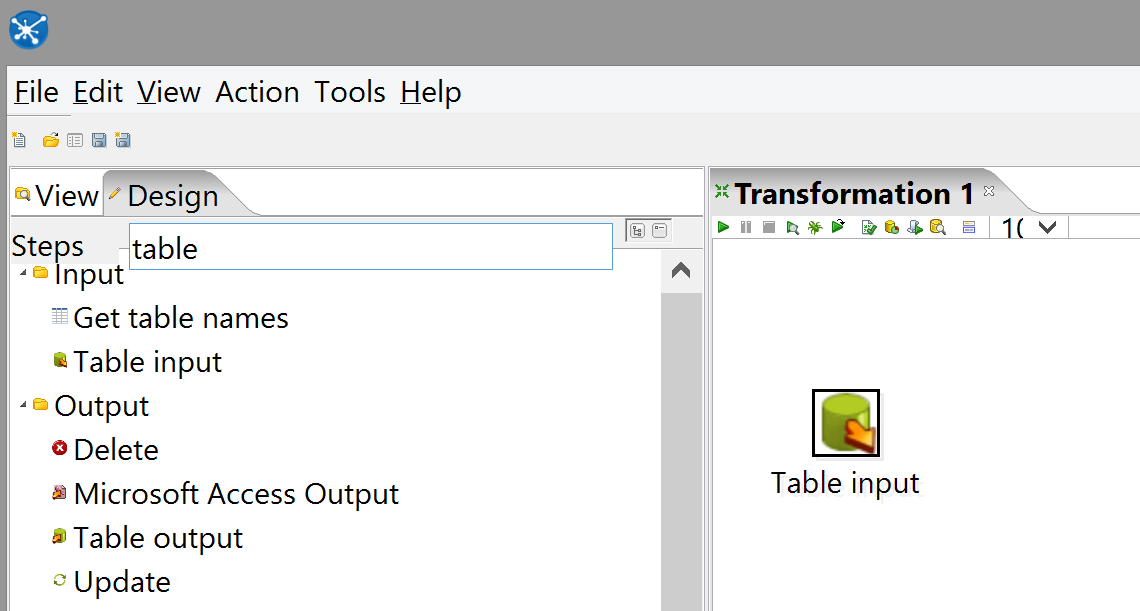 File Edit View Action Tools Help
View Design
Steps table
Input
Get table names
Table input
Output
Delete
Microsoft Access Output
Table output
Update
Transformation 1
Table input